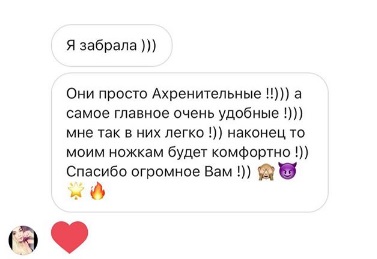 Я забрала )))
Они просто Ахренительные !!))) а
самое главное очень удобные !)))
мне так в них легко !)) наконец то
моим ножкам будет комфортно !))
Спасибо огромное Вам !)) 🙈😈
🌟🔥